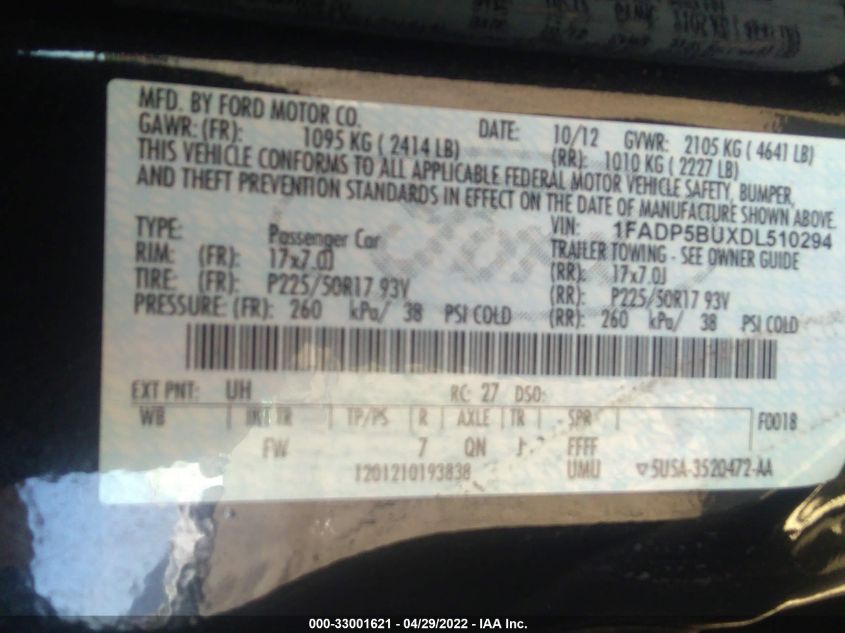 MFD. BY FORD MOTOR CO.
DATE: 10/12 GVWR: 2105 KG ( 4641 LB)
GAWR: (FR): 1095 KG ( 2414 LB) (RR): 1010 KG ( 2227 LB)
THIS VEHICLE CONFORMS TO ALL APPLICABLE FEDERAL MOTOR VEHICLE SAFETY, BUMPER,
AND THEFT PREVENTION STANDARDS IN EFFECT ON THE DATE OF MANUFACTURE SHOWN ABOVE.
VIN: 1FADP5BUXDL510294
TYPE: Passenger Car TRAILER TOWING - SEE OWNER GUIDE
RIM: (FR): 17x7.0J (RR): 17x7.0J
TIRE: (FR): P225/50R17 93V (RR): P225/50R17 93V
PRESSURE: (FR): 260 kPa/ 38 PSI COLD (RR): 260 kPa/ 38 PSI COLD
EXT PNT: UH RC: 27 DSO:
WB INT TR TP/PS R AXLE TR SPR F0018
FW 7 QN FFFF
1201210193838 UMU 5USA-3520472-AA
000-33001621 - 04/29/2022 - IAA Inc.